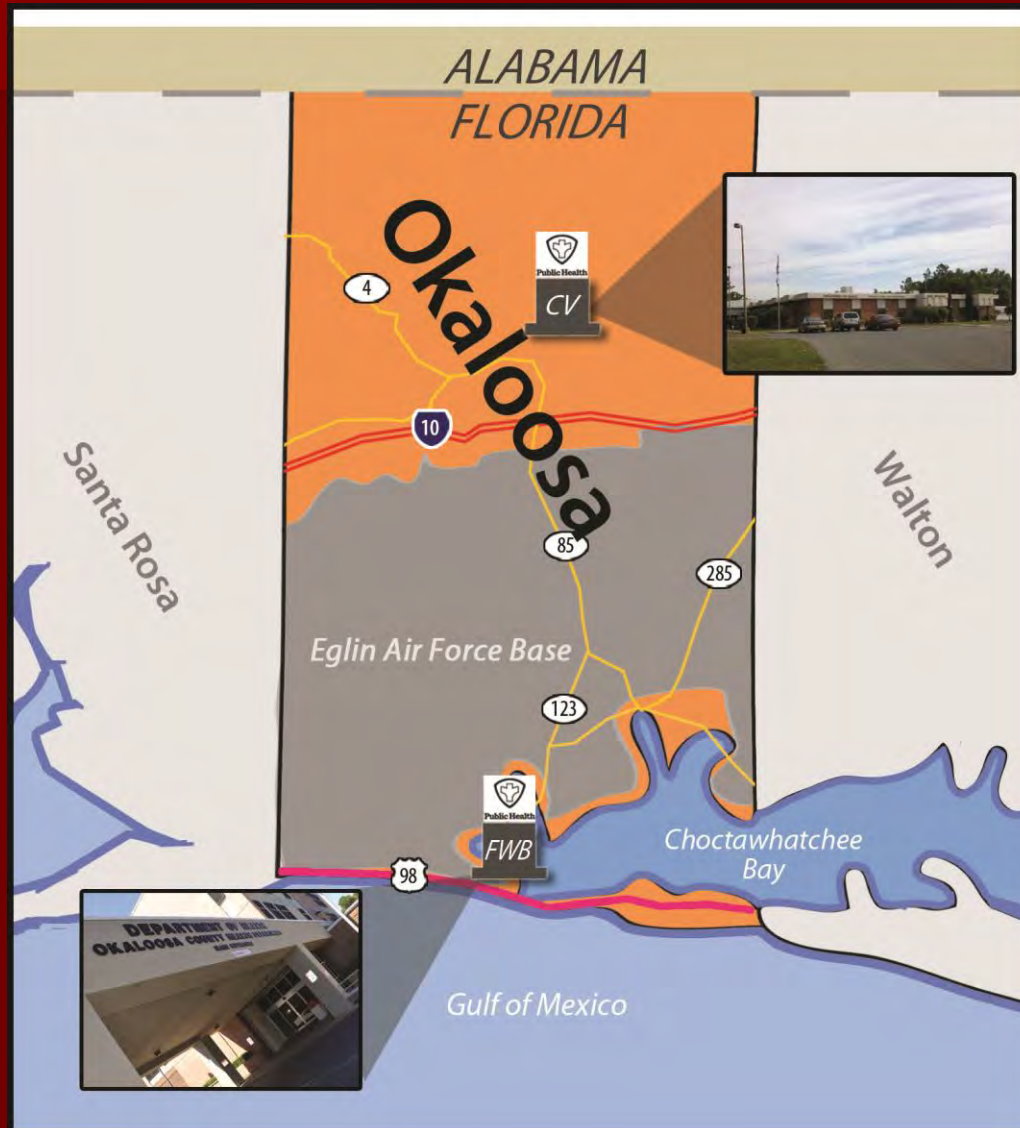 ALABAMA
FLORIDA
Okaloosa
Public Health
CV
4
10
Santa Rosa
Walton
85
285
Eglin Air Force Base
123
Public Health
FWB
Choctawhatchee
Bay
98
DEPARTMENT OF
OKALOOSA COUNTY
Gulf of Mexico